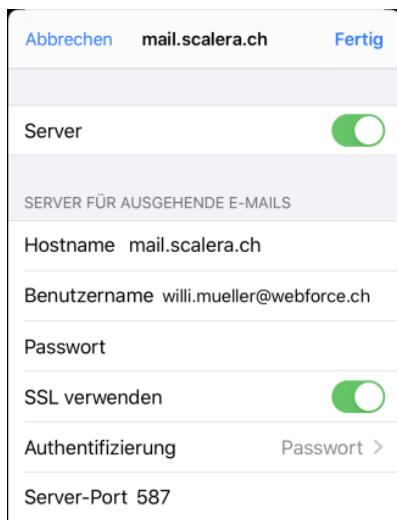 Abbrechen mail.scalera.ch Fertig
Server
SERVER FÜR AUSGEHENDE E-MAILS
Hostname mail.scalera.ch
Benutzername willi.mueller@webforce.ch
Passwort
SSL verwenden
Authentifizierung Passwort >
Server-Port 587